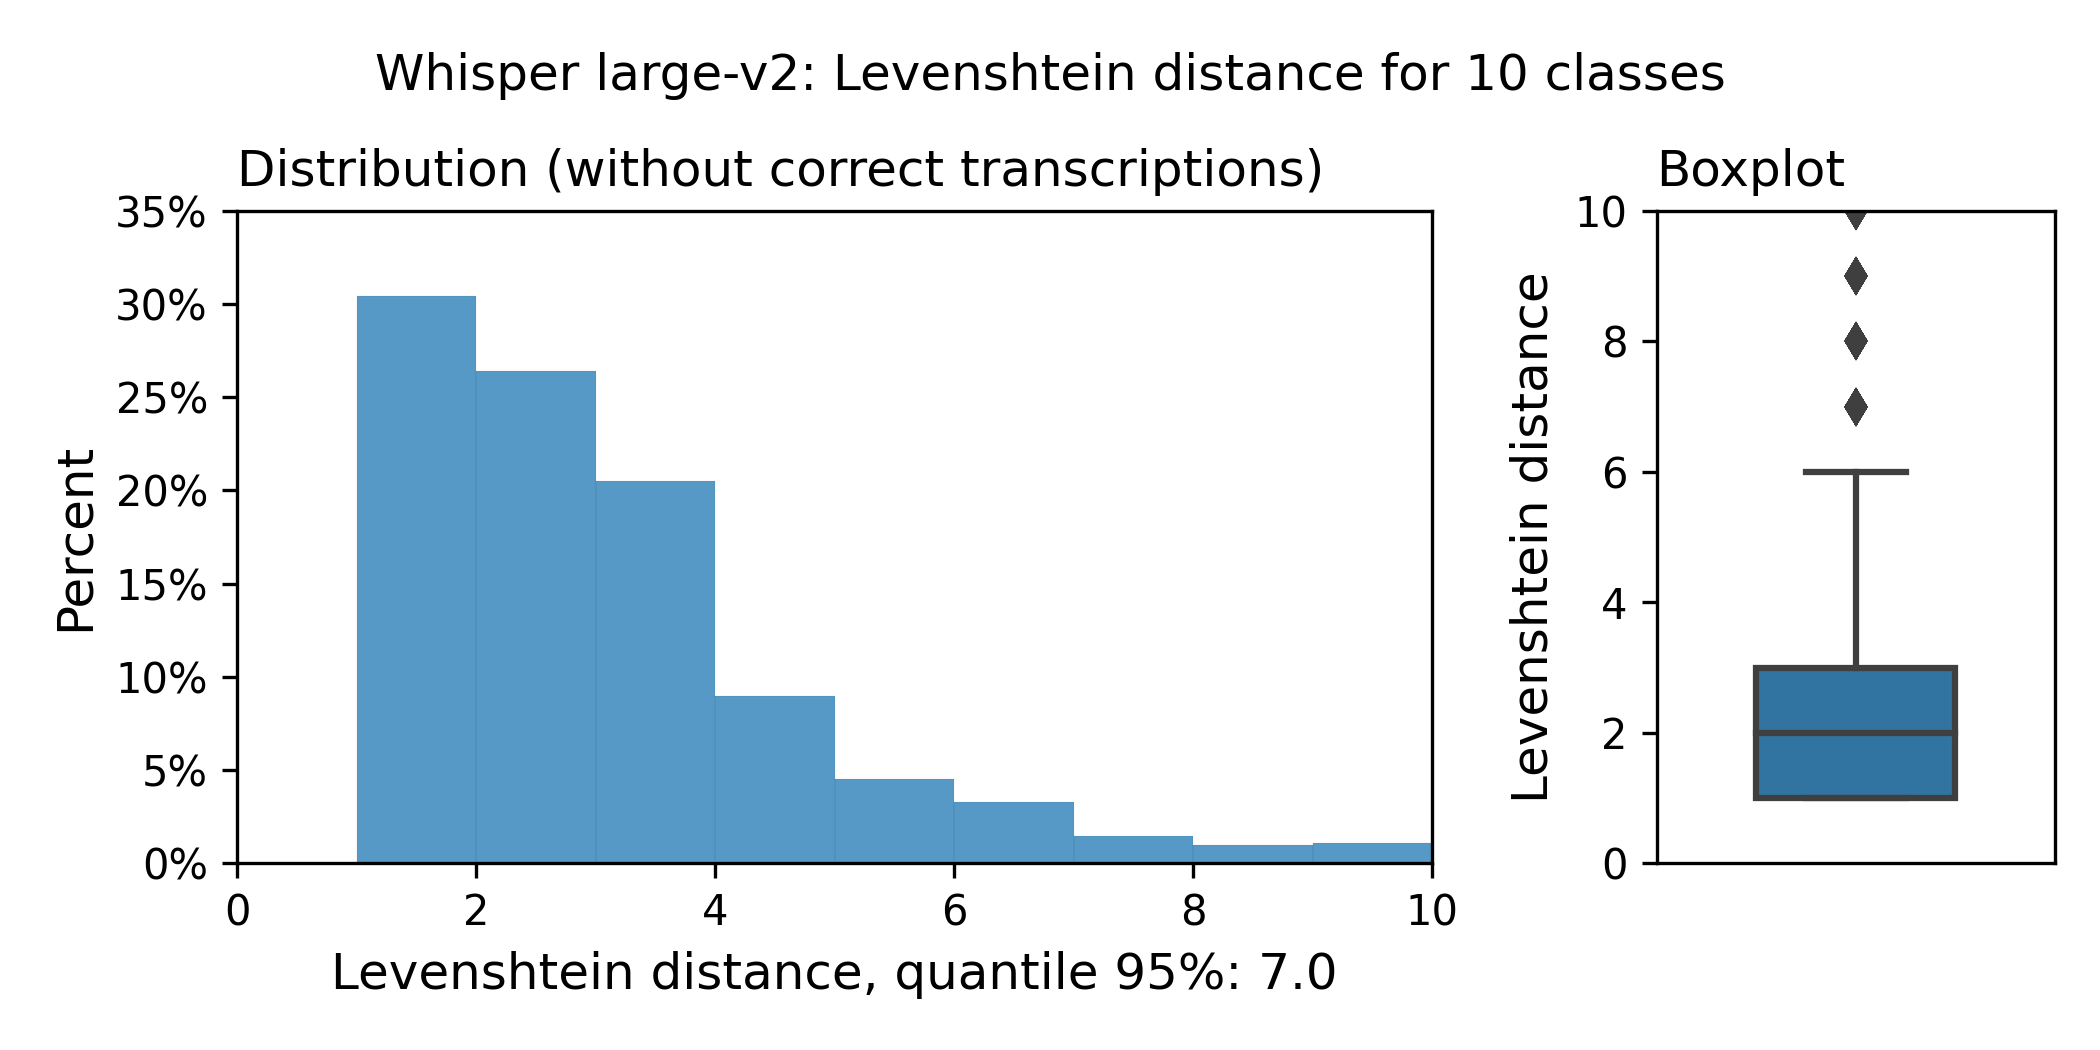 Whisper large-v2: Levenshtein distance for 10 classes
Distribution (without correct transcriptions)
35%
30%
25%
20%
15%
10%
5%
0%
Percent
0 2 4 6 8 10
Levenshtein distance, quantile 95%: 7.0
Boxplot
10
8
6
4
2
0
Levenshtein distance